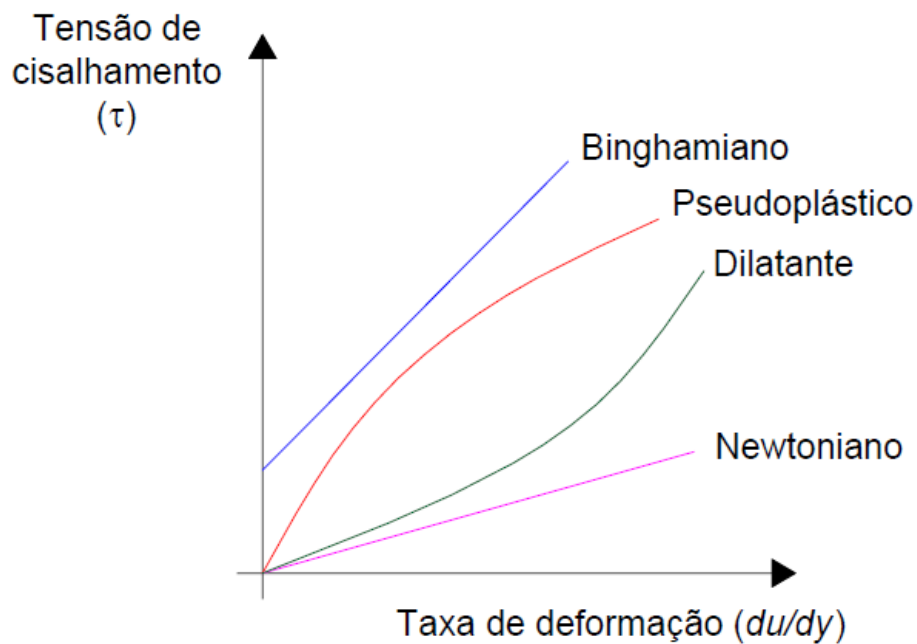 Tensão de
cisalhamento
(τ)
Binghamiano
Pseudoplástico
Dilatante
Newtoniano
Taxa de deformação (du/dy)